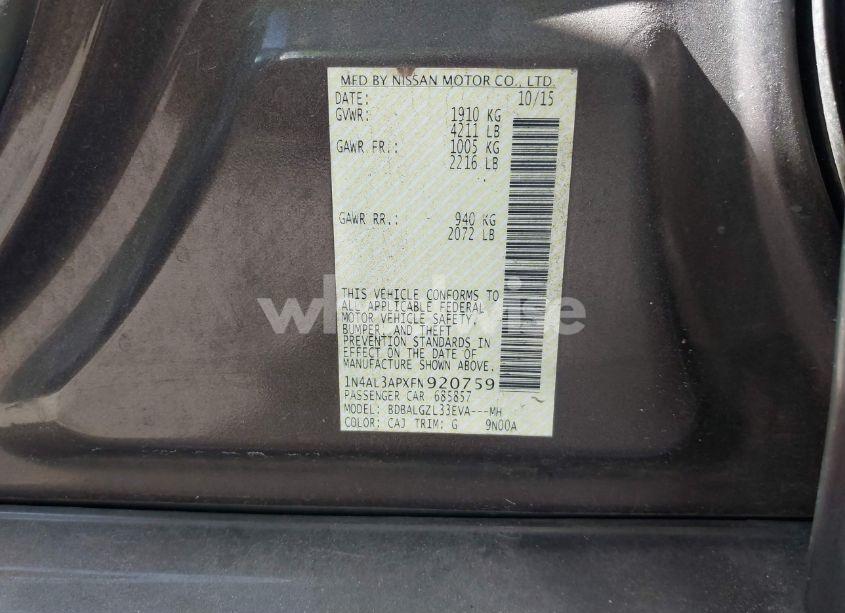 MFD BY NISSAN MOTOR CO., LTD.
DATE: 10/15
GVWR: 1910 KG
4211 LB
GAWR FR.: 1005 KG
2216 LB
GAWR RR.: 940 KG
2072 LB
THIS VEHICLE CONFORMS TO
ALL APPLICABLE FEDERAL
MOTOR VEHICLE SAFETY,
BUMPER, AND THEFT
PREVENTION STANDARDS IN
EFFECT ON THE DATE OF
MANUFACTURE SHOWN ABOVE.
1N4AL3APXFN920759
PASSENGER CAR 685857
MODEL: BDBALGZL33EVA---MH
COLOR: CAJ TRIM: G 9N00A